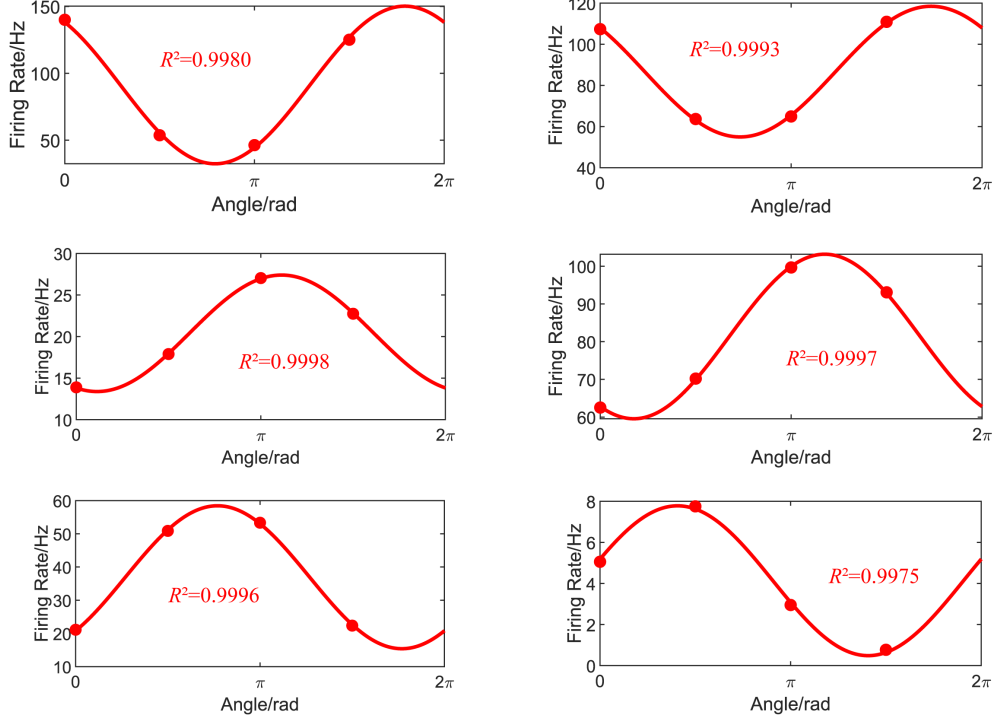 150
100
50
Firing Rate/Hz
R²=0.9980
0
π
2π
Angle/rad
120
100
80
60
40
Firing Rate/Hz
R²=0.9993
0
π
2π
Angle/rad
30
25
20
15
10
Firing Rate/Hz
R²=0.9998
0
π
2π
Angle/rad
100
90
80
70
60
Firing Rate/Hz
R²=0.9997
0
π
2π
Angle/rad
60
50
40
30
20
10
Firing Rate/Hz
R²=0.9996
0
π
2π
Angle/rad
8
6
4
2
0
Firing Rate/Hz
R²=0.9975
0
π
2π
Angle/rad